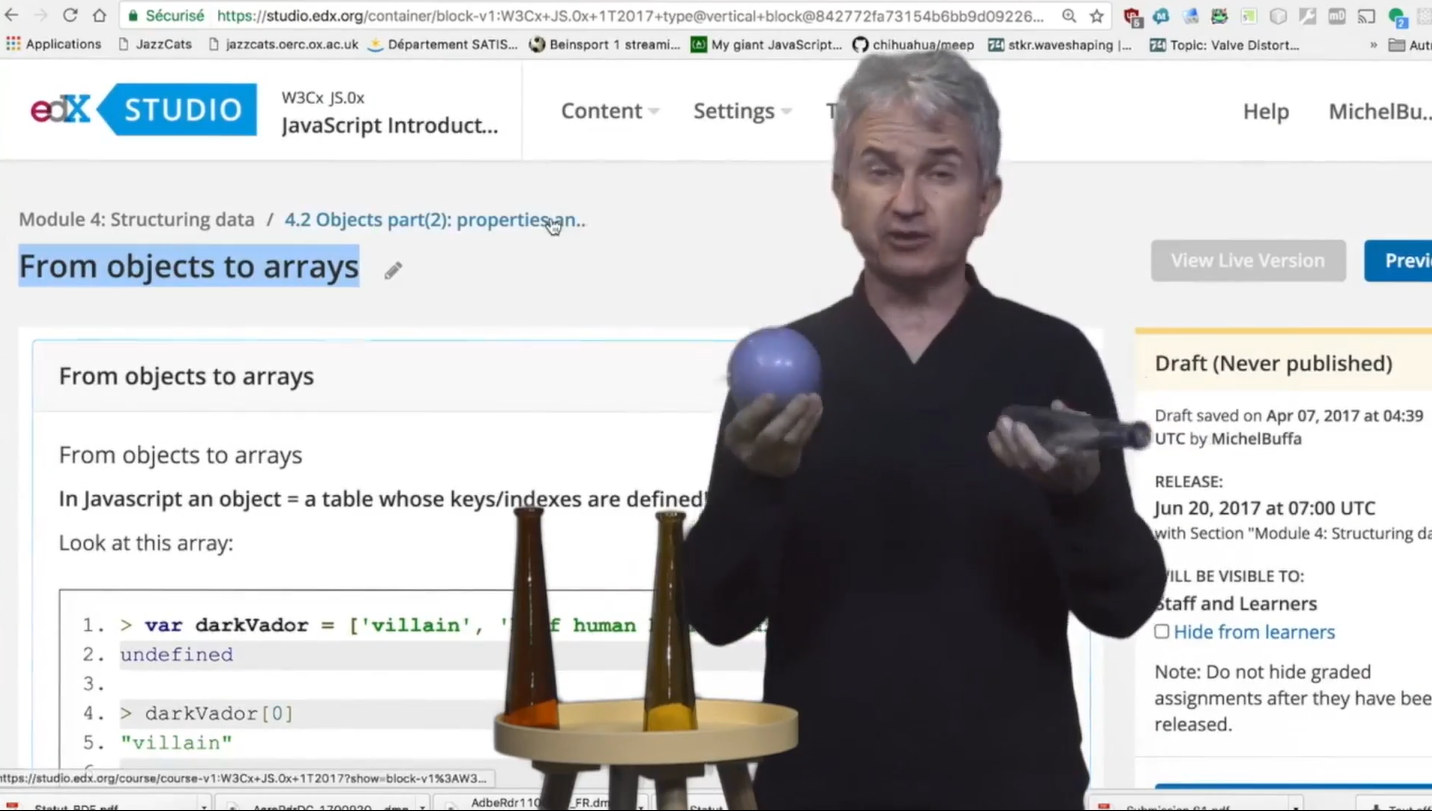 Sécurisé https://studio.edx.org/container/block-v1:W3Cx+JS.0x+1T2017+type@vertical+block@842772fa73154b6bb9d09226...
Applications JazzCats jazzcats.oerc.ox.ac.uk Département SATIS... Beinsport 1 streami... My giant JavaScript... chihuahua/meep stkr.waveshaping |... Topic: Valve Distort... » Aut
edX STUDIO
W3Cx JS.0x
JavaScript Introduct...
Content Settings T Help MichelBu..
Module 4: Structuring data / 4.2 Objects part(2): properties an..
From objects to arrays
View Live Version Previ
From objects to arrays
From objects to arrays
In Javascript an object = a table whose keys/indexes are defined!
Look at this array:
1. > var darkVador = ['villain', ' f human
2. undefined
3.
4. > darkVador[0]
5. "villain"
6.
Draft (Never published)
Draft saved on Apr 07, 2017 at 04:39
UTC by MichelBuffa
RELEASE:
Jun 20, 2017 at 07:00 UTC
with Section "Module 4: Structuring da
WILL BE VISIBLE TO:
Staff and Learners
Hide from learners
Note: Do not hide graded
assignments after they have been
released.
https://studio.edx.org/course/course-v1:W3Cx+JS.0x+1T2017?show=block-v1%3AW3...